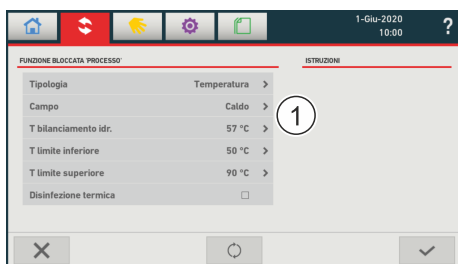 1-Giu-2020
10:00
?
FUNZIONE BLOCCATA 'PROCESSO'
ISTRUZIONI
Tipologia Temperatura >
Campo Caldo >
T bilanciamento idr. 57 °C >
T limite inferiore 50 °C >
T limite superiore 90 °C >
Disinfezione termica
1